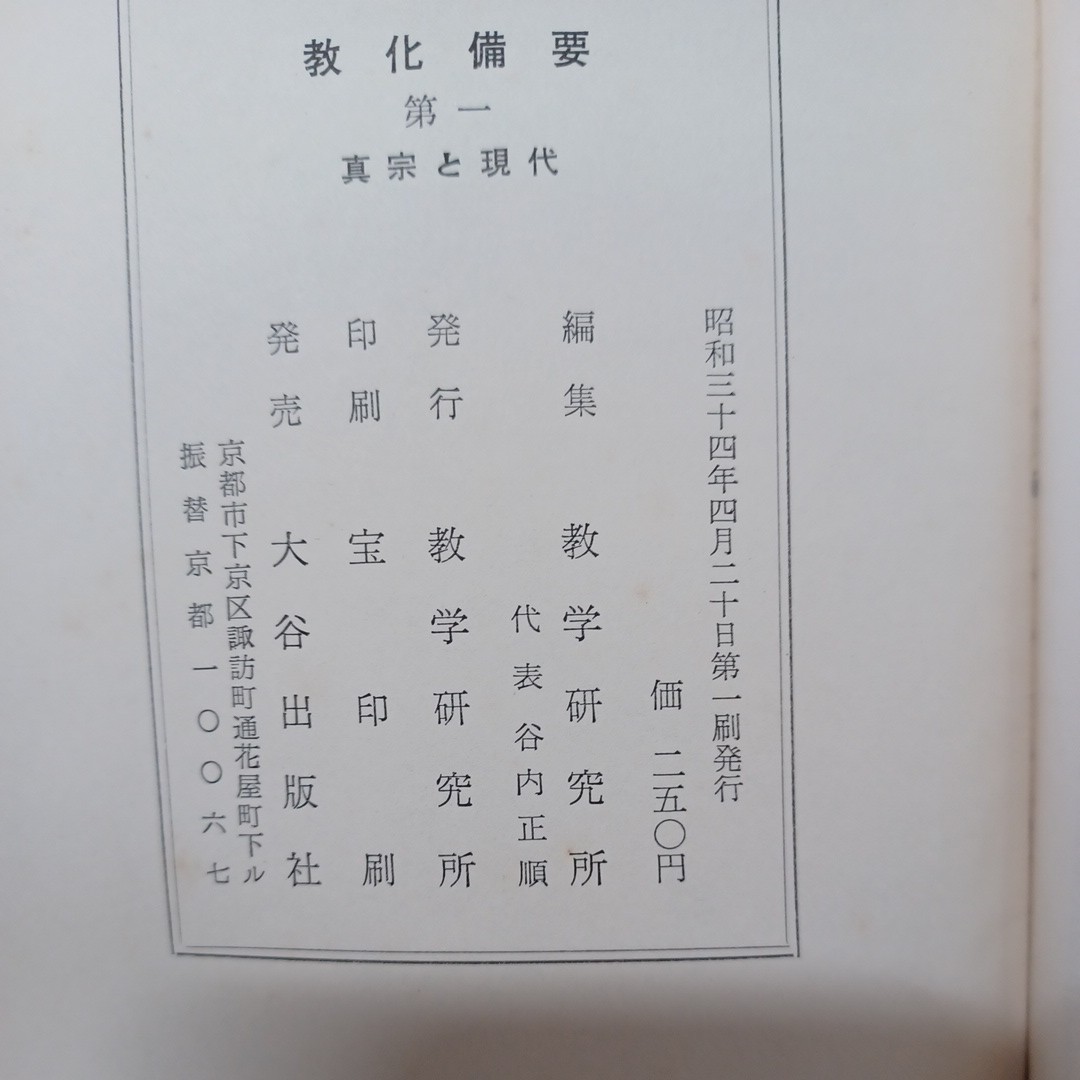 教化備要
第一
真宗と現代
昭和三十四年四月二十日第一刷発行
価 二五〇円
編集 教学研究所
代表谷内正順
発行 教学研究所
印刷 宝印刷
発売 大谷出版社
京都市下京区諏訪町通花屋町下ル
振替京都一〇〇六七